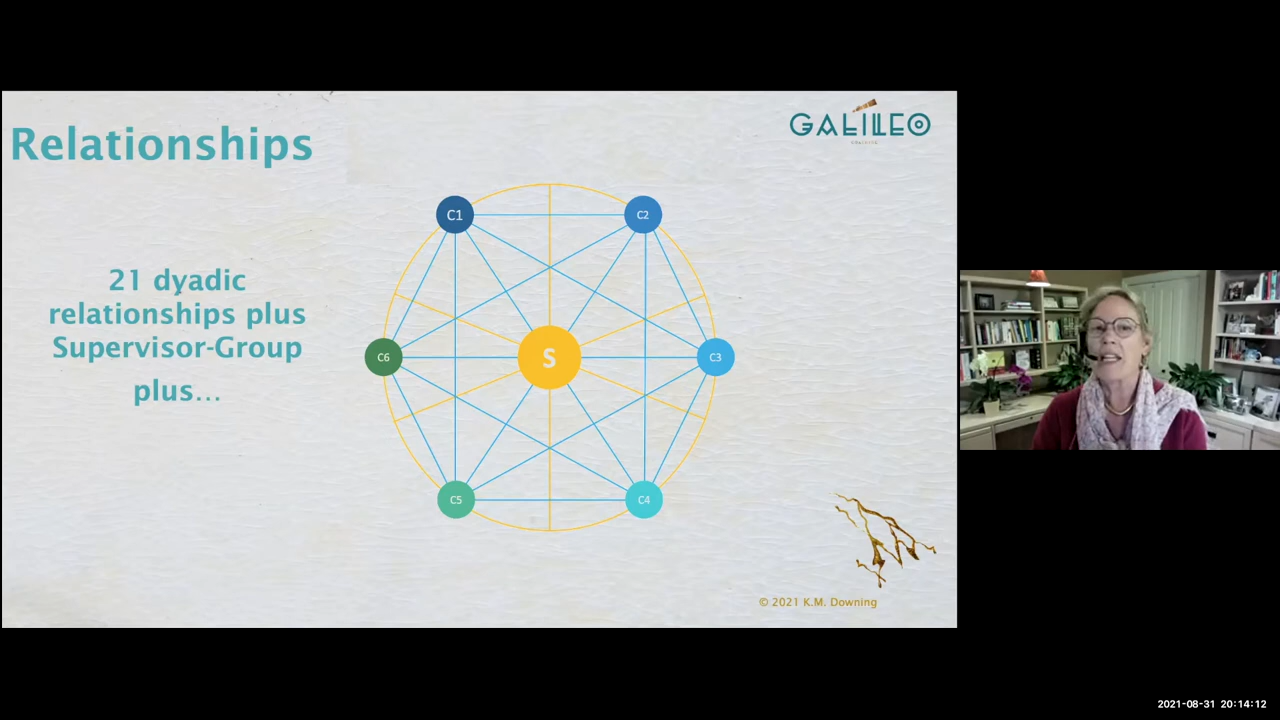 Relationships
GALILEO
21 dyadic
relationships plus
Supervisor-Group
plus...
C1
C2
C6
S
C3
C5
C4
© 2021 K.M. Downing
2021-08-31 20:14:12